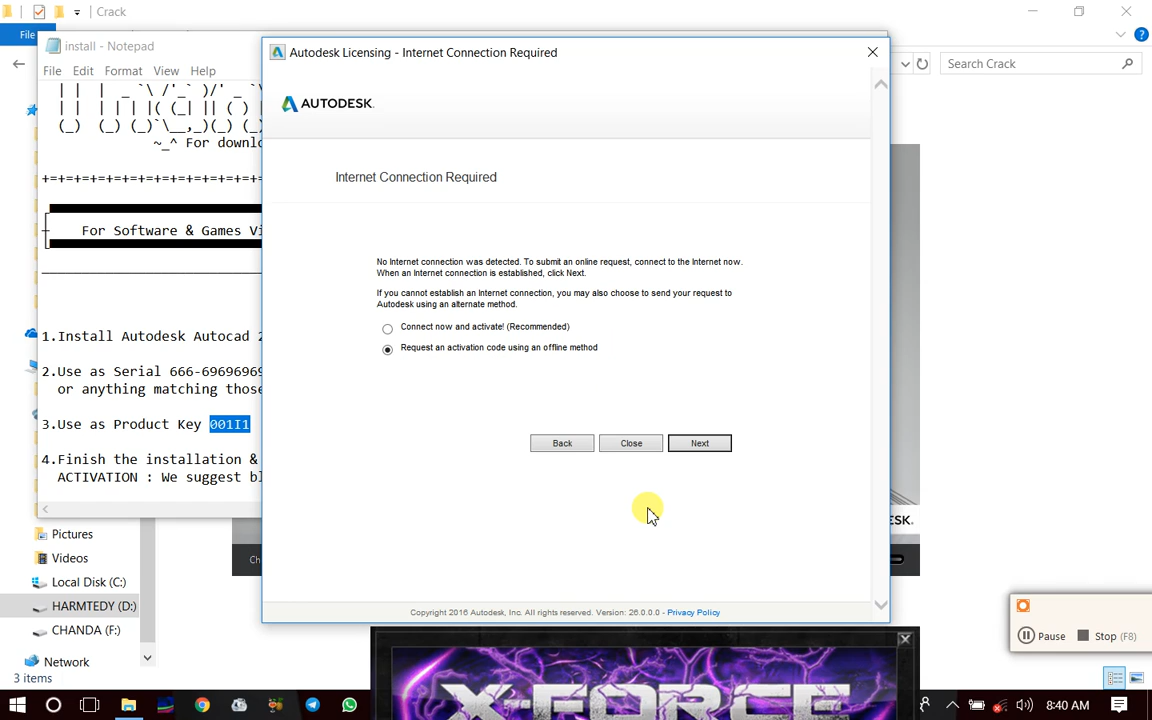 Crack
File
install - Notepad
File Edit Format View Help
~_^ For downlo
+=+=+=+=+=+=+=+=+=+=+=+=+=
For Software & Games Vi
1.Install Autodesk Autocad 2
2.Use as Serial 666-69696969
or anything matching those
3.Use as Product Key 001I1
4.Finish the installation &
ACTIVATION : We suggest bl
Autodesk Licensing - Internet Connection Required
AUTODESK.
Internet Connection Required
No Internet connection was detected. To submit an online request, connect to the Internet now.
When an Internet connection is established, click Next.
If you cannot establish an Internet connection, you may also choose to send your request to
Autodesk using an alternate method.
Connect now and activate! (Recommended)
Request an activation code using an offline method
Back Close Next
Copyright 2016 Autodesk, Inc. All rights reserved. Version: 26.0.0.0 - Privacy Policy
Search Crack
ESK.
Ch
Pictures
Videos
Local Disk (C:)
HARMTEDY (D:)
CHANDA (F:)
Network
3 items
X-FORCE
Pause Stop (F8)
8:40 AM